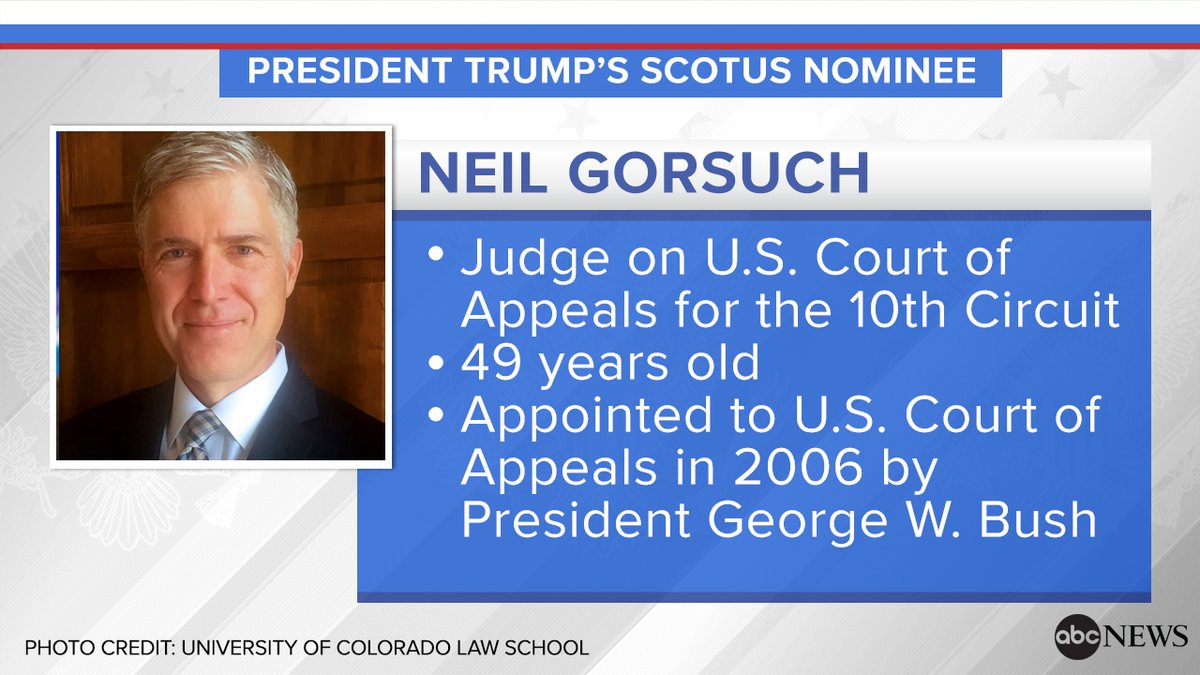 PRESIDENT TRUMP'S SCOTUS NOMINEE
NEIL GORSUCH
• Judge on U.S. Court of
Appeals for the 10th Circuit
• 49 years old
• Appointed to U.S. Court of
Appeals in 2006 by
President George W. Bush
PHOTO CREDIT: UNIVERSITY OF COLORADO LAW SCHOOL
abc NEWS